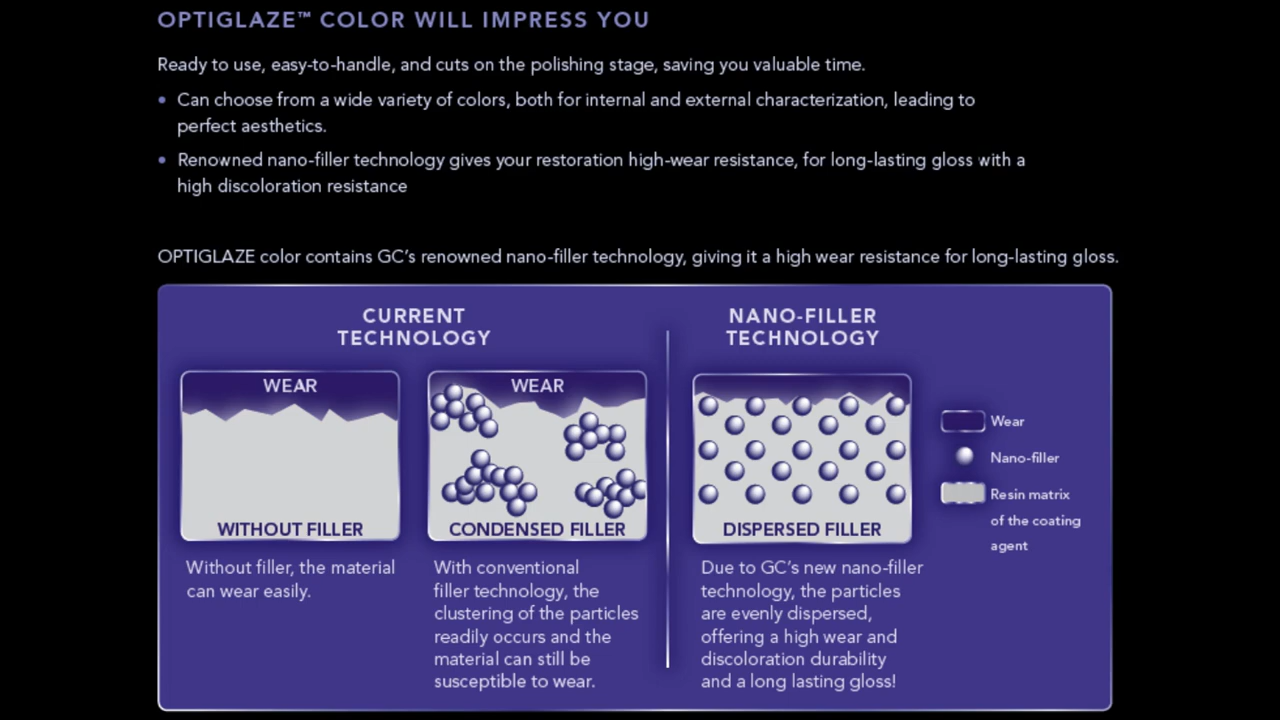 OPTIGLAZE™ COLOR WILL IMPRESS YOU
Ready to use, easy-to-handle, and cuts on the polishing stage, saving you valuable time.
• Can choose from a wide variety of colors, both for internal and external characterization, leading to
perfect aesthetics.
• Renowned nano-filler technology gives your restoration high-wear resistance, for long-lasting gloss with a
high discoloration resistance
OPTIGLAZE color contains GC's renowned nano-filler technology, giving it a high wear resistance for long-lasting gloss.
CURRENT
TECHNOLOGY
WEAR
WITHOUT FILLER
Without filler, the material
can wear easily.
WEAR
CONDENSED FILLER
With conventional
filler technology, the
clustering of the particles
readily occurs and the
material can still be
susceptible to wear.
NANO-FILLER
TECHNOLOGY
DISPERSED FILLER
Due to GC's new nano-filler
technology, the particles
are evenly dispersed,
offering a high wear and
discoloration durability
and a long lasting gloss!
Wear
Nano-filler
Resin matrix
of the coating
agent